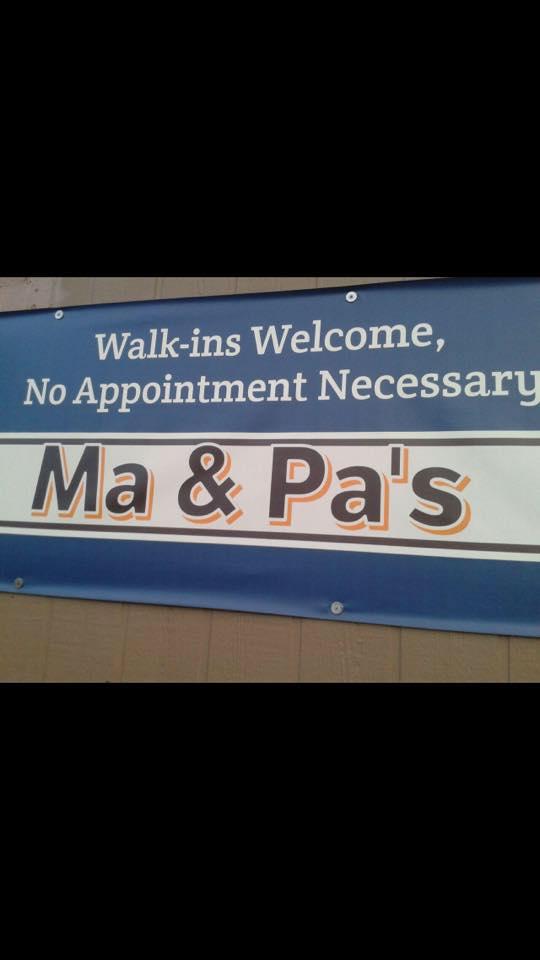 Walk-ins Welcome,
No Appointment Necessary
Ma & Pa's